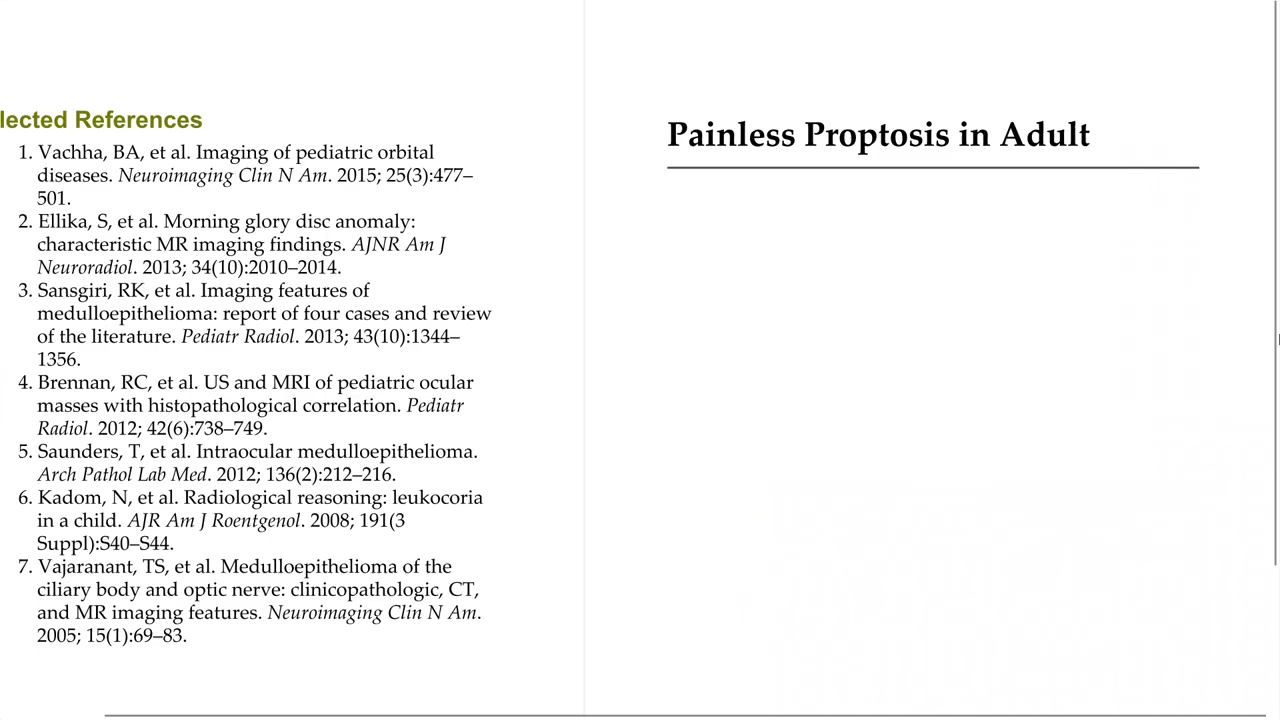 lected References
1. Vachha, BA, et al. Imaging of pediatric orbital
diseases. Neuroimaging Clin N Am. 2015; 25(3):477–
501.
2. Ellika, S, et al. Morning glory disc anomaly:
characteristic MR imaging findings. AJNR Am J
Neuroradiol. 2013; 34(10):2010–2014.
3. Sansgiri, RK, et al. Imaging features of
medulloepithelioma: report of four cases and review
of the literature. Pediatr Radiol. 2013; 43(10):1344–
1356.
4. Brennan, RC, et al. US and MRI of pediatric ocular
masses with histopathological correlation. Pediatr
Radiol. 2012; 42(6):738–749.
5. Saunders, T, et al. Intraocular medulloepithelioma.
Arch Pathol Lab Med. 2012; 136(2):212–216.
6. Kadom, N, et al. Radiological reasoning: leukocoria
in a child. AJR Am J Roentgenol. 2008; 191(3
Suppl):S40–S44.
7. Vajaranant, TS, et al. Medulloepithelioma of the
ciliary body and optic nerve: clinicopathologic, CT,
and MR imaging features. Neuroimaging Clin N Am.
2005; 15(1):69–83.
Painless Proptosis in Adult